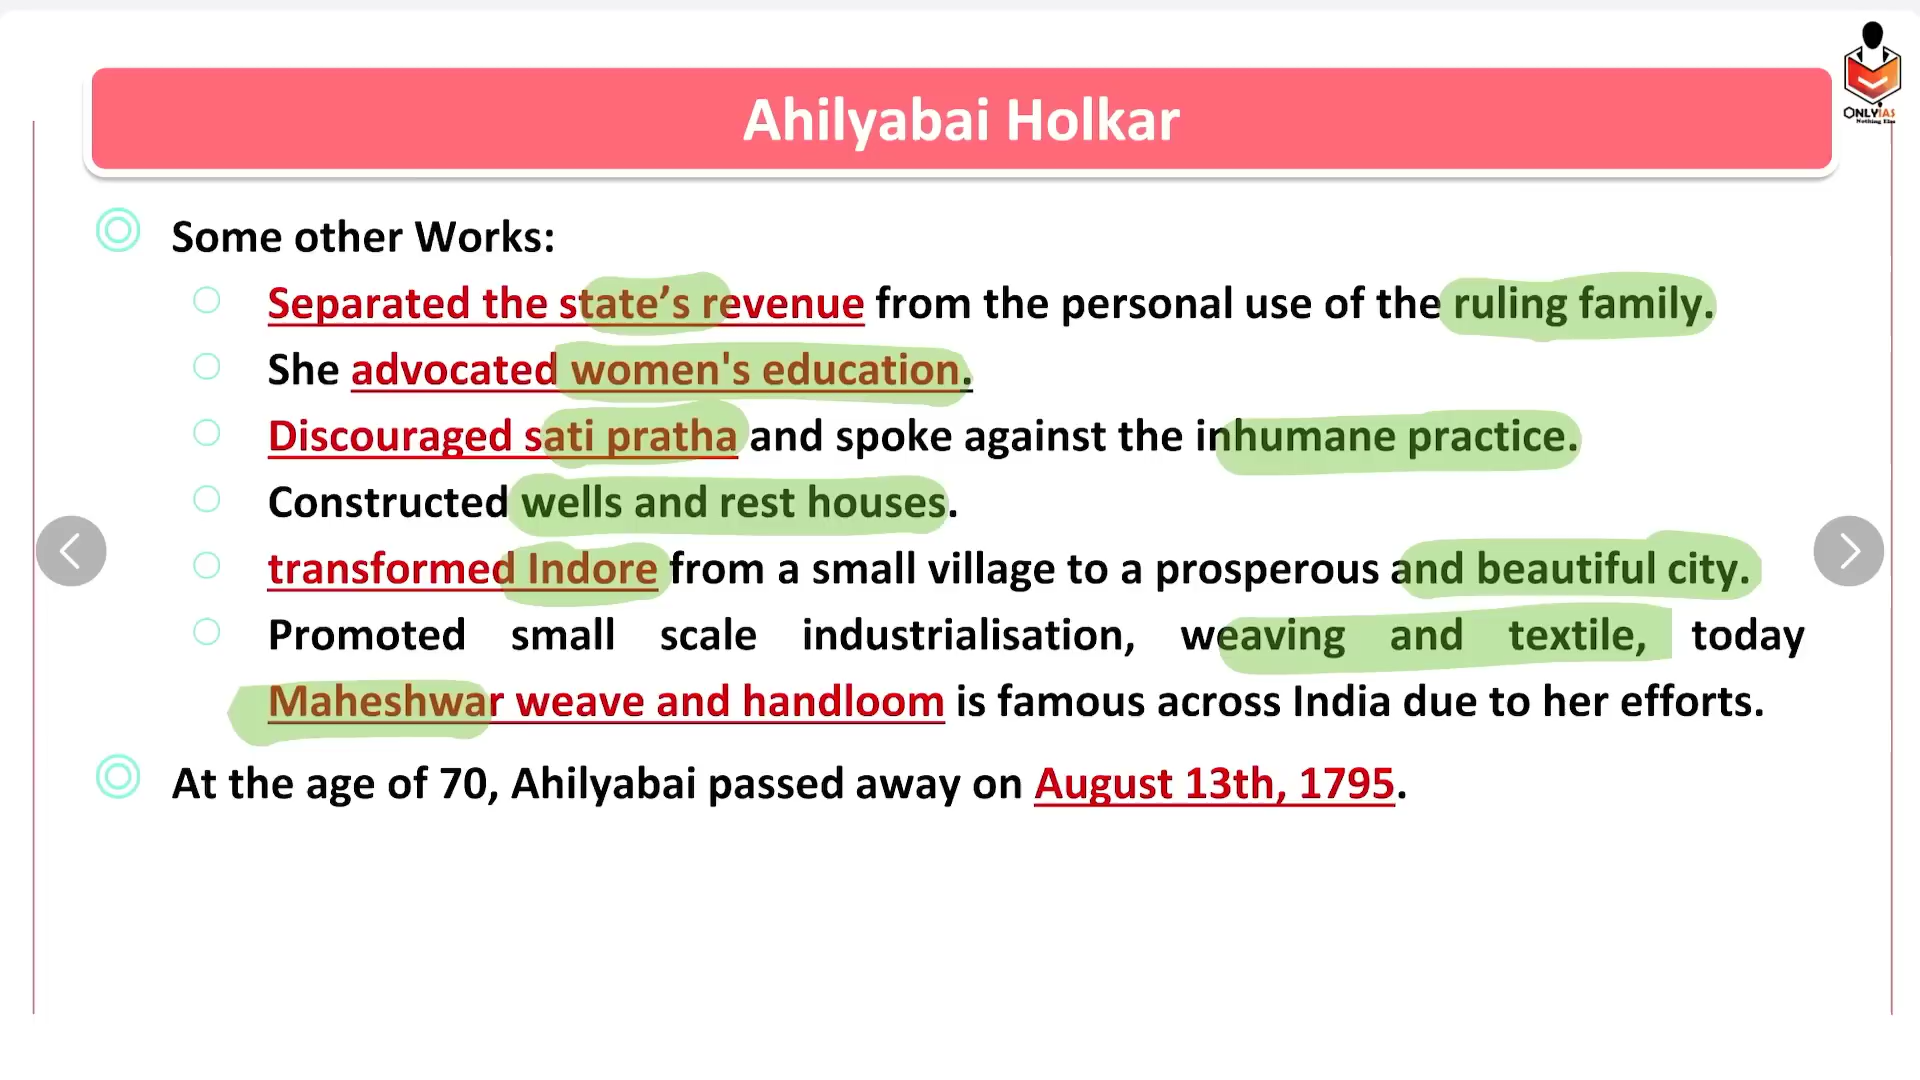 Ahilyabai Holkar
ONLYIAS
Nothing Else
Some other Works:
Separated the state’s revenue from the personal use of the ruling family.
She advocated women's education.
Discouraged sati pratha and spoke against the inhumane practice.
Constructed wells and rest houses.
transformed Indore from a small village to a prosperous and beautiful city.
Promoted small scale industrialisation, weaving and textile, today
Maheshwar weave and handloom is famous across India due to her efforts.
At the age of 70, Ahilyabai passed away on August 13th, 1795.